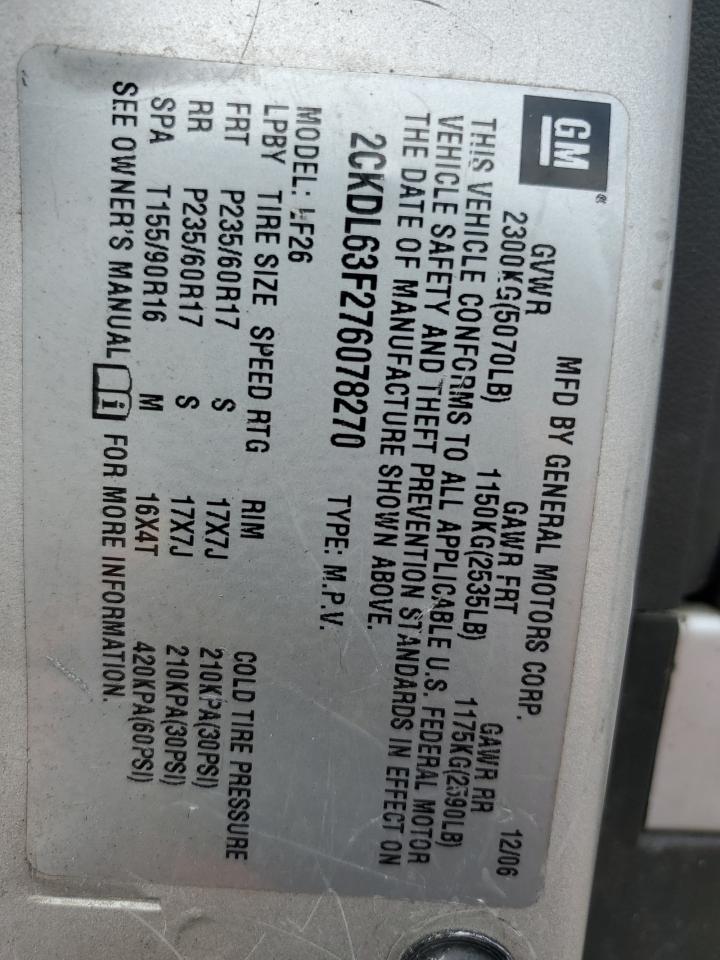 GM
MFD BY GENERAL MOTORS CORP. 12/06
GVWR GAWR FRT GAWR RR
2300KG(5070LB) 1150KG(2535LB) 1175KG(2590LB)
THIS VEHICLE CONFORMS TO ALL APPLICABLE U.S. FEDERAL MOTOR
VEHICLE SAFETY AND THEFT PREVENTION STANDARDS IN EFFECT ON
THE DATE OF MANUFACTURE SHOWN ABOVE.
2CKDL63F276078270 TYPE: M.P.V.
MODEL: LF26
LPBY TIRE SIZE SPEED RTG RIM COLD TIRE PRESSURE
FRT P235/60R17 S 17X7J 210KPA(30PSI)
RR P235/60R17 S 17X7J 210KPA(30PSI)
SPA T155/90R16 M 16X4T 420KPA(60PSI)
SEE OWNER'S MANUAL i FOR MORE INFORMATION.